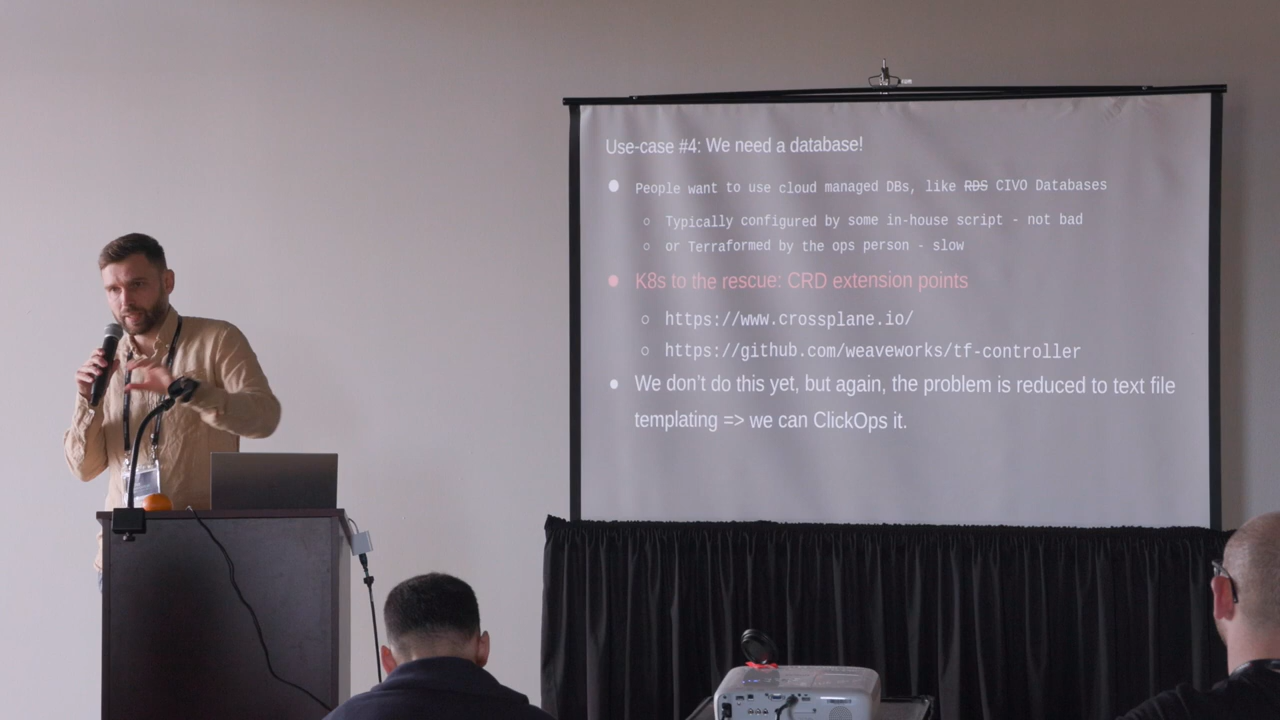 Use-case #4: We need a database!
● People want to use cloud managed DBs, like RDS CIVO Databases
○ Typically configured by some in-house script - not bad
○ or Terraformed by the ops person - slow
● K8s to the rescue: CRD extension points
○ https://www.crossplane.io/
○ https://github.com/weaveworks/tf-controller
● We don't do this yet, but again, the problem is reduced to text file
templating => we can ClickOps it.